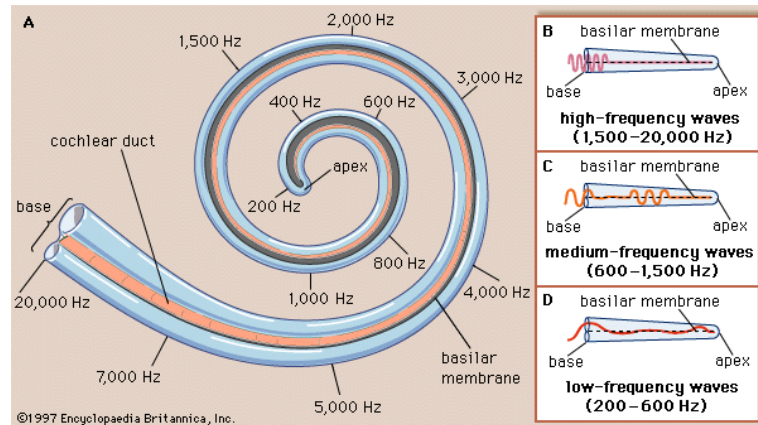 A
2,000 Hz
1,500 Hz
3,000 Hz
400 Hz
600 Hz
cochlear duct
apex
200 Hz
base
800 Hz
20,000 Hz
1,000 Hz
4,000 Hz
7,000 Hz
basilar
membrane
5,000 Hz
©1997 Encyclopaedia Britannica, Inc.
B
basilar membrane
base
apex
high-frequency waves
(1,500–20,000 Hz)
C
basilar membrane
base
apex
medium-frequency waves
(600–1,500 Hz)
D
basilar membrane
base
apex
low-frequency waves
(200–600 Hz)